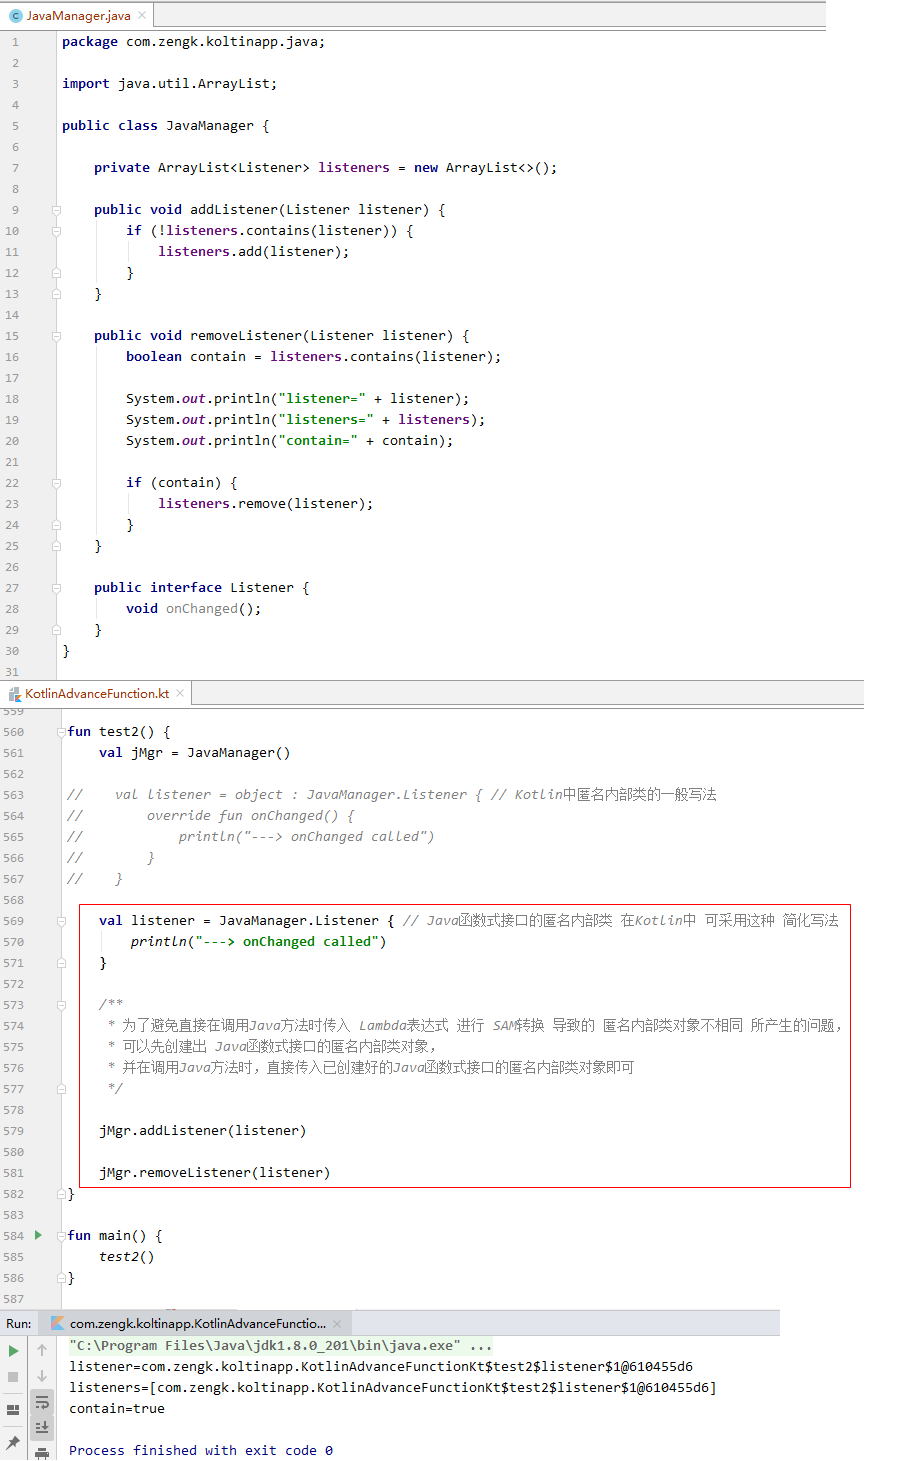 JavaManager.java
1 package com.zengk.koltinapp.java;
2
3 import java.util.ArrayList;
4
5 public class JavaManager {
6
7 private ArrayList<Listener> listeners = new ArrayList<>();
8
9 public void addListener(Listener listener) {
10 if (!listeners.contains(listener)) {
11 listeners.add(listener);
12 }
13 }
14
15 public void removeListener(Listener listener) {
16 boolean contain = listeners.contains(listener);
17
18 System.out.println("listener=" + listener);
19 System.out.println("listeners=" + listeners);
20 System.out.println("contain=" + contain);
21
22 if (contain) {
23 listeners.remove(listener);
24 }
25 }
26
27 public interface Listener {
28 void onChanged();
29 }
30 }
31
KotlinAdvanceFunction.kt
559
560 fun test2() {
561 val jMgr = JavaManager()
562
563 // val listener = object : JavaManager.Listener { // Kotlin中匿名内部类的一般写法
564 // override fun onChanged() {
565 // println("---> onChanged called")
566 // }
567 // }
568
569 val listener = JavaManager.Listener { // Java函数式接口的匿名内部类 在Kotlin中 可采用这种 简化写法
570 println("---> onChanged called")
571 }
572
573 /**
574 * 为了避免直接在调用Java方法时传入 Lambda表达式 进行 SAM转换 导致的 匿名内部类对象不相同 所产生的问题，
575 * 可以先创建出 Java函数式接口的匿名内部类对象，
576 * 并在调用Java方法时，直接传入已创建好的Java函数式接口的匿名内部类对象即可
577 */
578
579 jMgr.addListener(listener)
580
581 jMgr.removeListener(listener)
582 }
583
584 fun main() {
585 test2()
586 }
587
Run: com.zengk.koltinapp.KotlinAdvanceFunctio...
"C:\Program Files\Java\jdk1.8.0_201\bin\java.exe" ...
listener=com.zengk.koltinapp.KotlinAdvanceFunctionKt$test2$listener$1@610455d6
listeners=[com.zengk.koltinapp.KotlinAdvanceFunctionKt$test2$listener$1@610455d6]
contain=true
Process finished with exit code 0